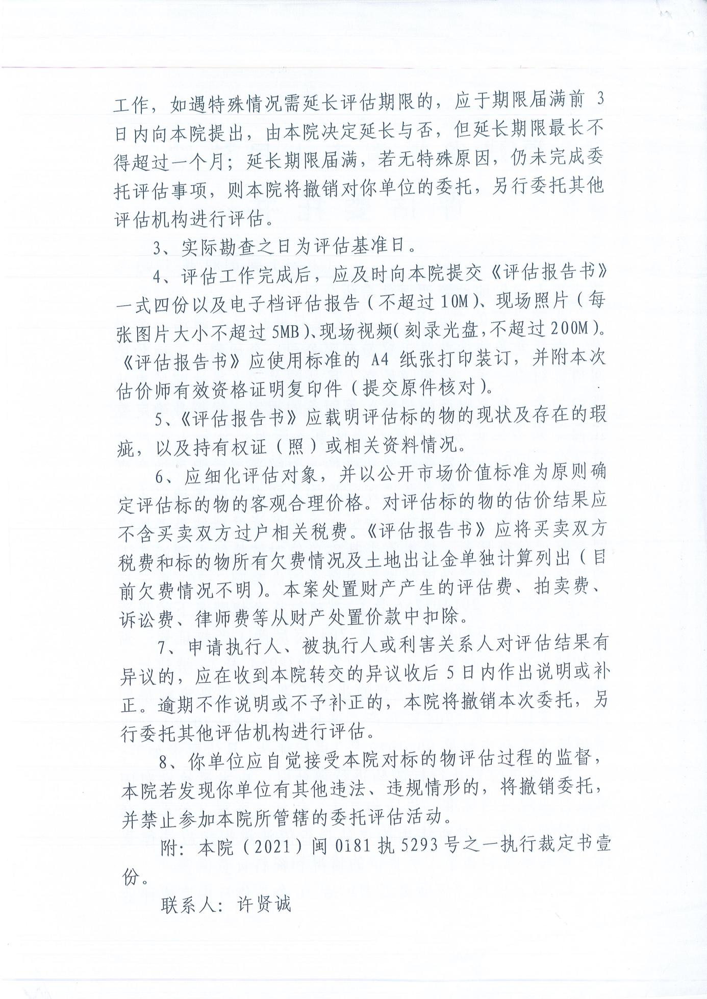 工作，如遇特殊情况需延长评估期限的，应于期限届满前 3
日内向本院提出，由本院决定延长与否，但延长期限最长不
得超过一个月；延长期限届满，若无特殊原因，仍未完成委
托评估事项，则本院将撤销对你单位的委托，另行委托其他
评估机构进行评估。
3、实际勘查之日为评估基准日。
4、评估工作完成后，应及时向本院提交《评估报告书》
一式四份以及电子档评估报告（不超过 10M）、现场照片（每
张图片大小不超过 5MB）、现场视频（刻录光盘，不超过 200M）。
《评估报告书》应使用标准的 A4 纸张打印装订，并附本次
估价师有效资格证明复印件（提交原件核对）。
5、《评估报告书》应载明评估标的物的现状及存在的瑕
疵，以及持有权证（照）或相关资料情况。
6、应细化评估对象，并以公开市场价值标准为原则确
定评估标的物的客观合理价格。对评估标的物的估价结果应
不含买卖双方过户相关税费。《评估报告书》应将买卖双方
税费和标的物所有欠费情况及土地出让金单独计算列出（目
前欠费情况不明）。本案处置财产产生的评估费、拍卖费、
诉讼费、律师费等从财产处置价款中扣除。
7、申请执行人、被执行人或利害关系人对评估结果有
异议的，应在收到本院转交的异议收后 5 日内作出说明或补
正。逾期不作说明或不予补正的，本院将撤销本次委托，另
行委托其他评估机构进行评估。
8、你单位应自觉接受本院对标的物评估过程的监督，
本院若发现你单位有其他违法、违规情形的，将撤销委托，
并禁止参加本院所管辖的委托评估活动。
附：本院（2021）闽 0181 执 5293 号之一执行裁定书壹
份。
联系人：许贤诚